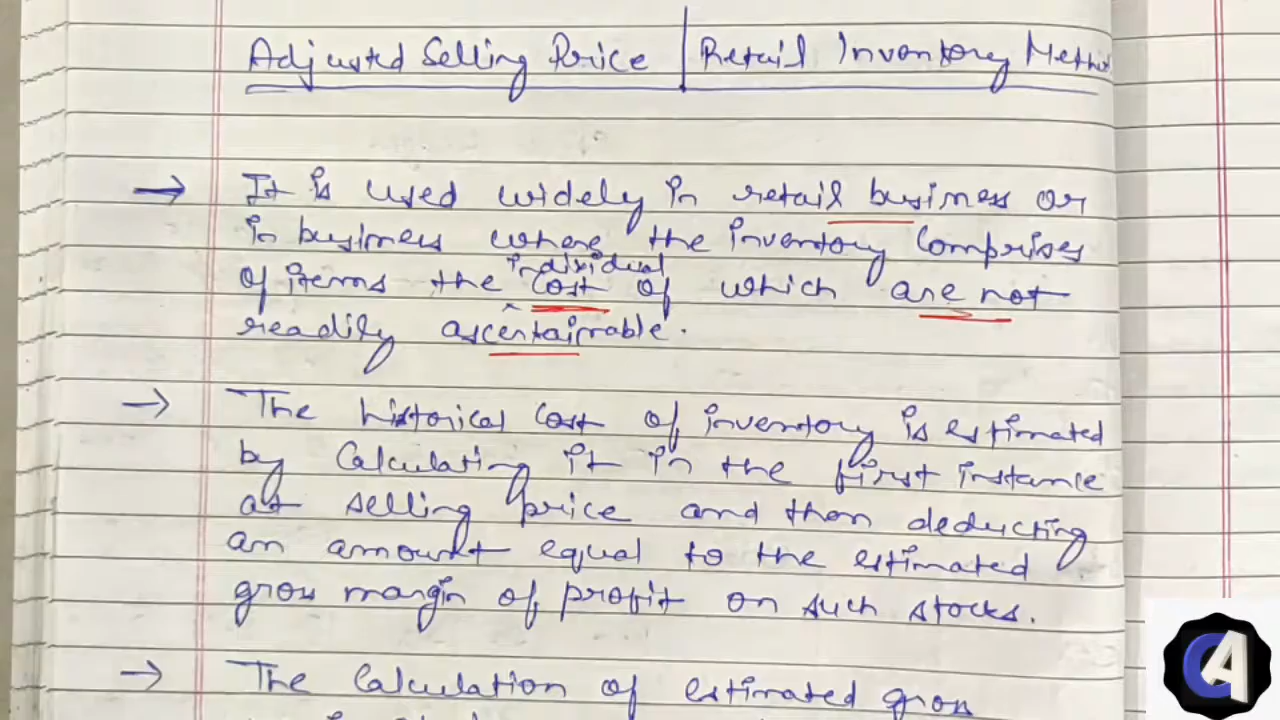 Adjusted Selling Price | Retail Inventory Metho
→ It is used widely in retail business or
in business where the inventory comprises
of items the individual cost of which are not
readily ascertainable.
→ The historical cost of inventory is estimated
by calculating it in the first instance
at selling price and then deducting
an amount equal to the estimated
gross margin of profit on such stocks.
→ The calculation of estimated gross
CA